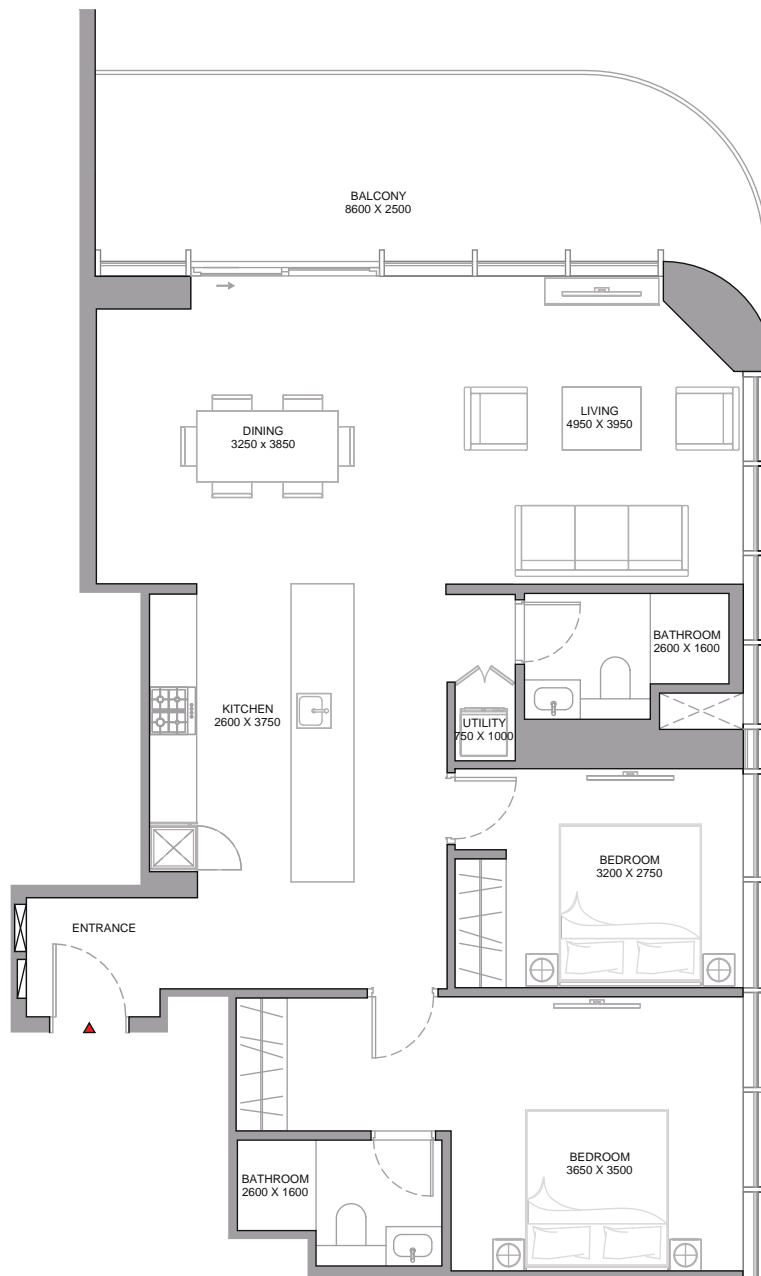 BALCONY
8600 X 2500
DINING
3250 x 3850
LIVING
4950 X 3950
BATHROOM
2600 X 1600
KITCHEN
2600 X 3750
UTILITY
750 X 1000
BEDROOM
3200 X 2750
ENTRANCE
BEDROOM
3650 X 3500
BATHROOM
2600 X 1600